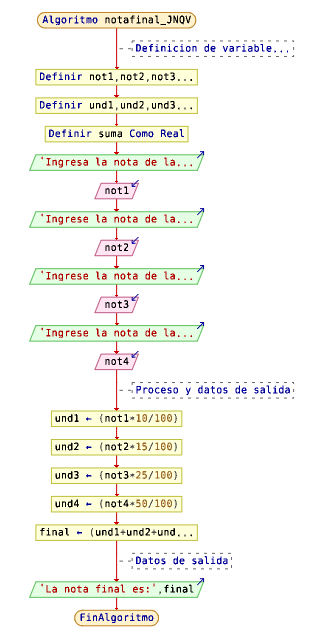 Algoritmo notafinal_JNQV
Definicion de variable...
Definir not1,not2,not3...
Definir und1,und2,und3...
Definir suma Como Real
'Ingresa la nota de la...
not1
'Ingrese la nota de la...
not2
'Ingrese la nota de la...
not3
'Ingrese la nota de la...
not4
Proceso y datos de salida
und1 ← (not1*10/100)
und2 ← (not2*15/100)
und3 ← (not3*25/100)
und4 ← (not4*50/100)
final ← (und1+und2+und...
Datos de salida
'La nota final es:',final
FinAlgoritmo